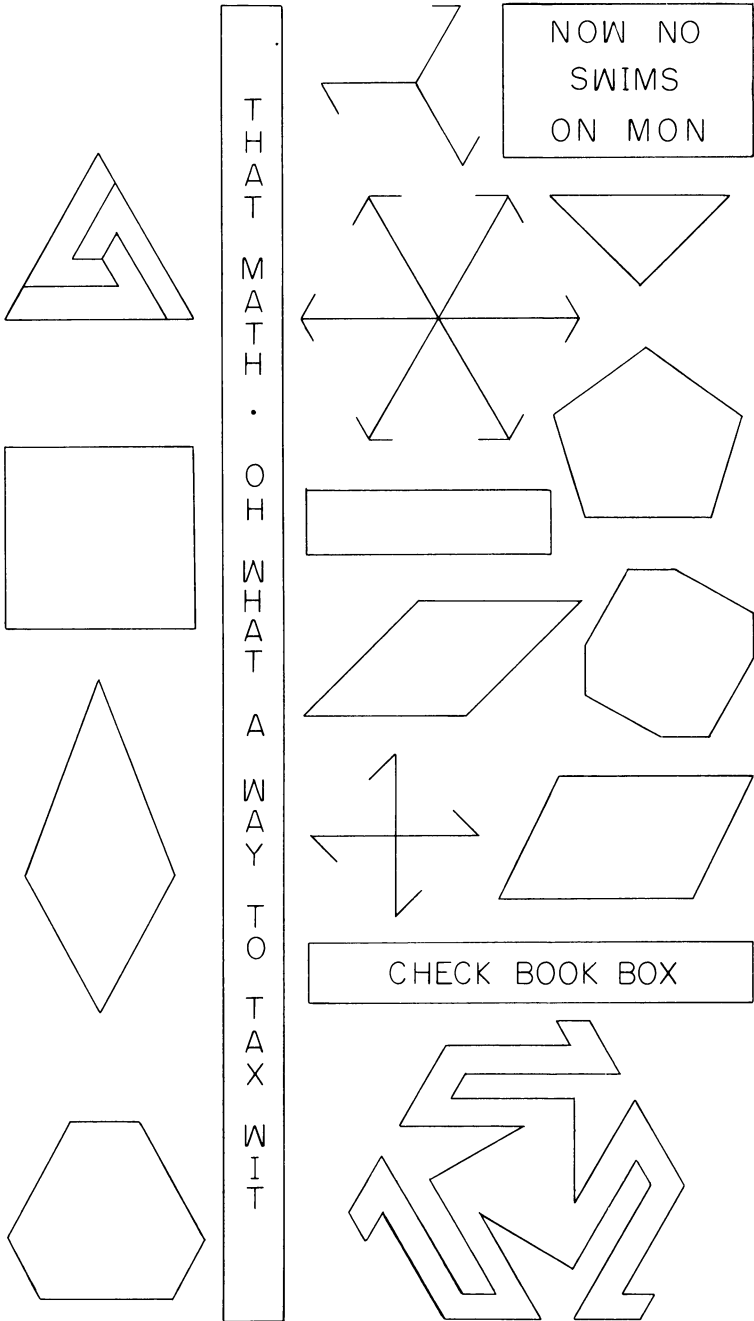 THAT MATH · OH WHAT A WAY TO TAX WIT
NOW NO
SWIMS
ON MON
CHECK BOOK BOX